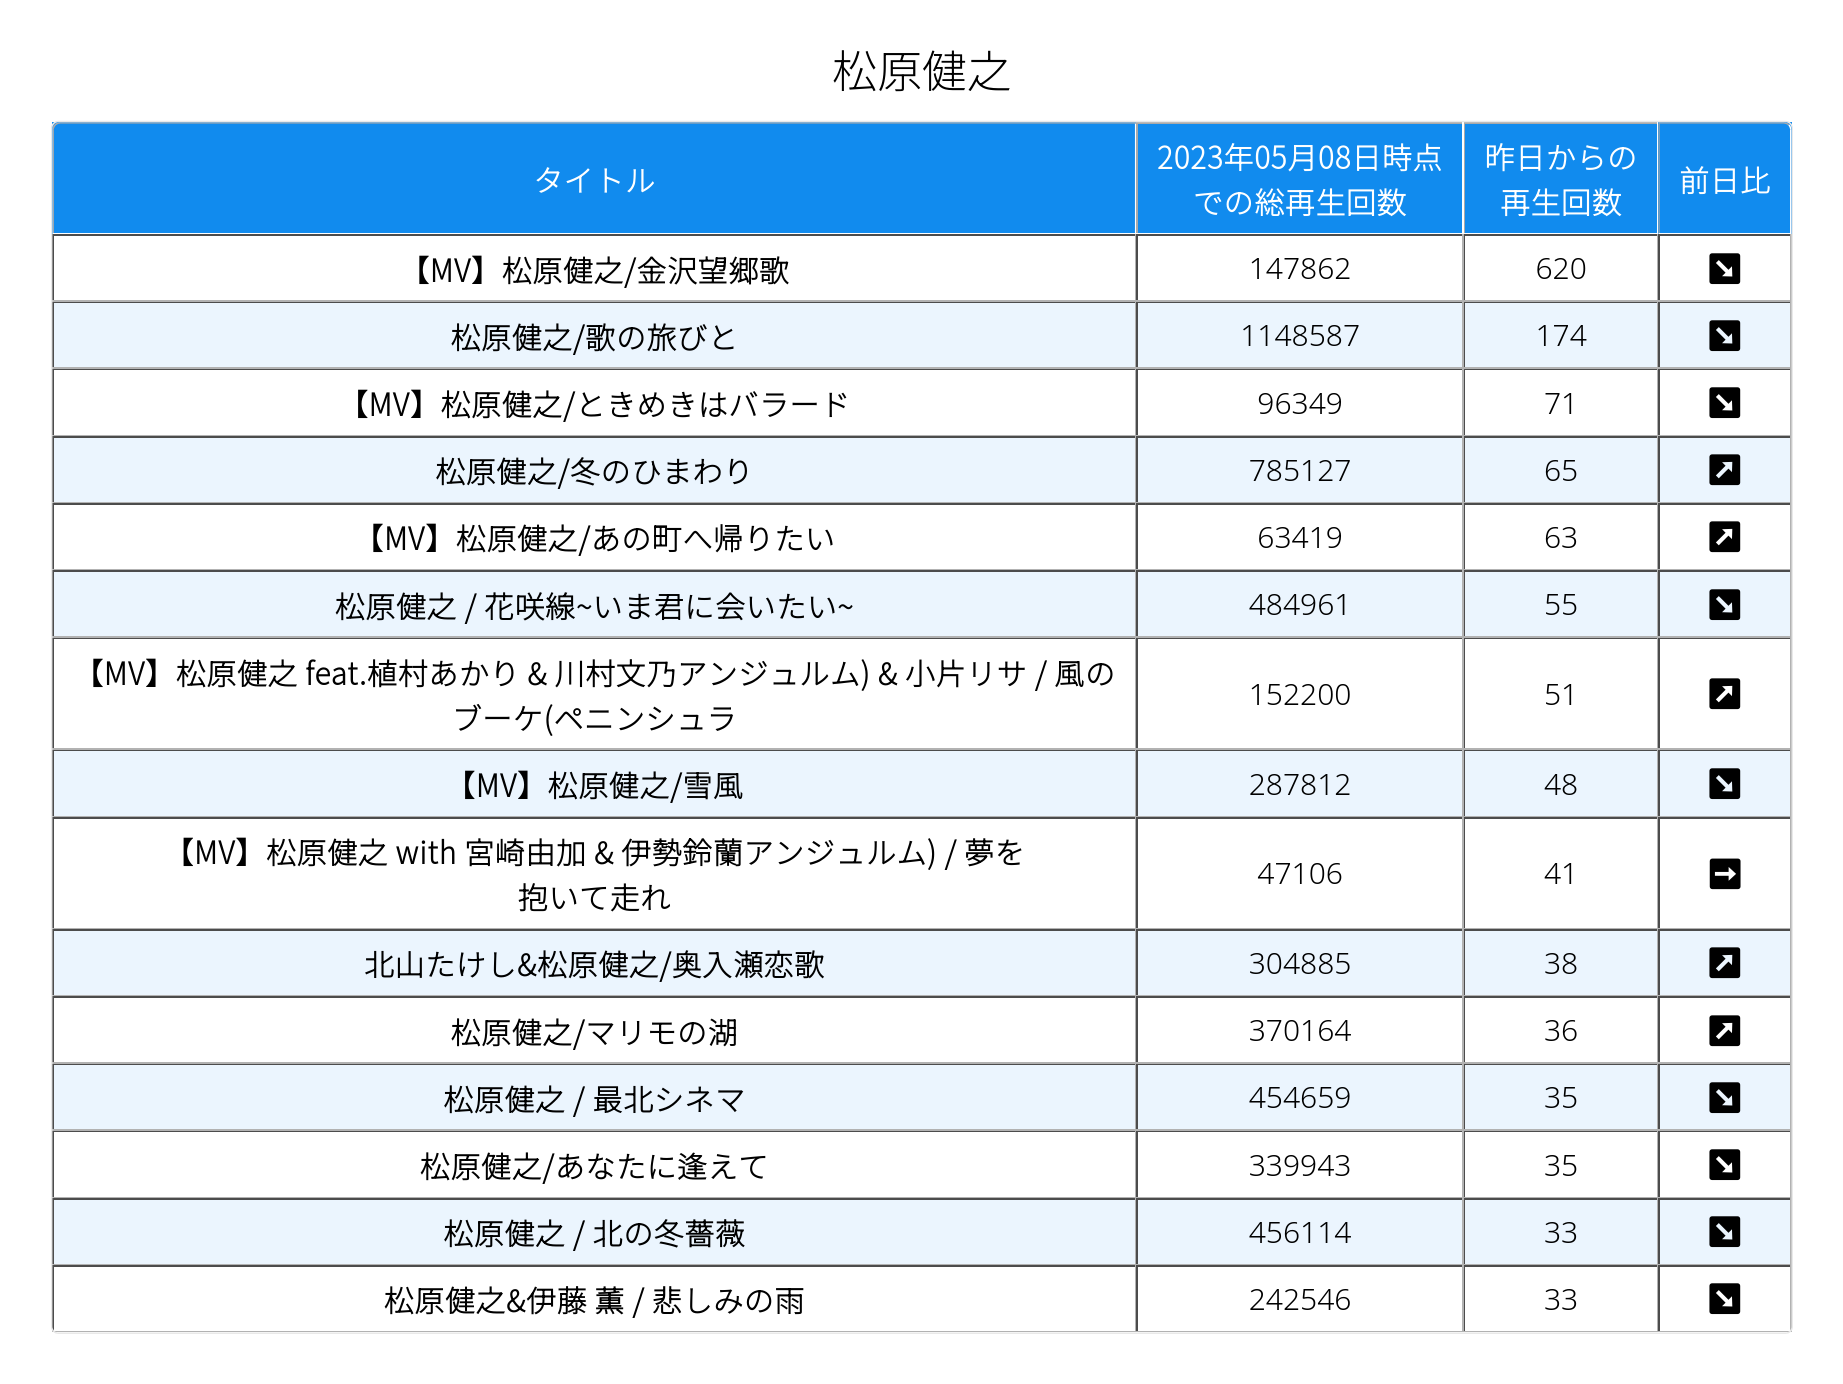 松原健之
タイトル
2023年05月08日時点
での総再生回数
昨日からの
再生回数
前日比
【MV】松原健之/金沢望郷歌 147862 620
松原健之/歌の旅びと 1148587 174
【MV】松原健之/ときめきはバラード 96349 71
松原健之/冬のひまわり 785127 65
【MV】松原健之/あの町へ帰りたい 63419 63
松原健之 / 花咲線~いま君に会いたい~ 484961 55
【MV】松原健之 feat.植村あかり & 川村文乃アンジュルム) & 小片リサ / 風の
ブーケ(ペニンシュラ
152200 51
【MV】松原健之/雪風 287812 48
【MV】松原健之 with 宮崎由加 & 伊勢鈴蘭アンジュルム) / 夢を
抱いて走れ
47106 41
北山たけし&松原健之/奥入瀬恋歌 304885 38
松原健之/マリモの湖 370164 36
松原健之 / 最北シネマ 454659 35
松原健之/あなたに逢えて 339943 35
松原健之 / 北の冬薔薇 456114 33
松原健之&伊藤 薫 / 悲しみの雨 242546 33